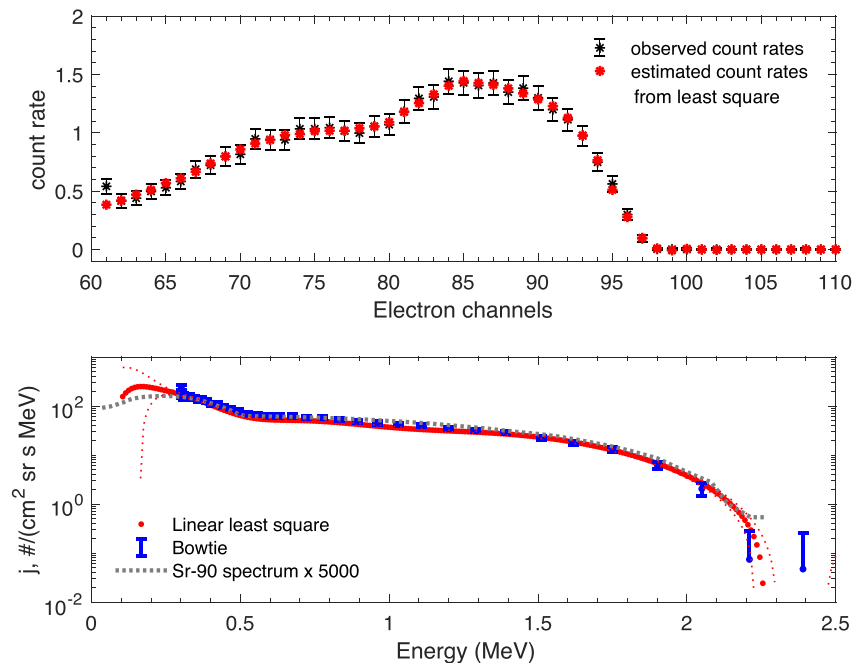 2
1.5
1
0.5
0
count rate
observed count rates
estimated count rates
from least square
60 65 70 75 80 85 90 95 100 105 110
Electron channels
10^2
10^0
10^-2
j, #/(cm^2 sr s MeV)
Linear least square
Bowtie
Sr-90 spectrum x 5000
0 0.5 1 1.5 2 2.5
Energy (MeV)